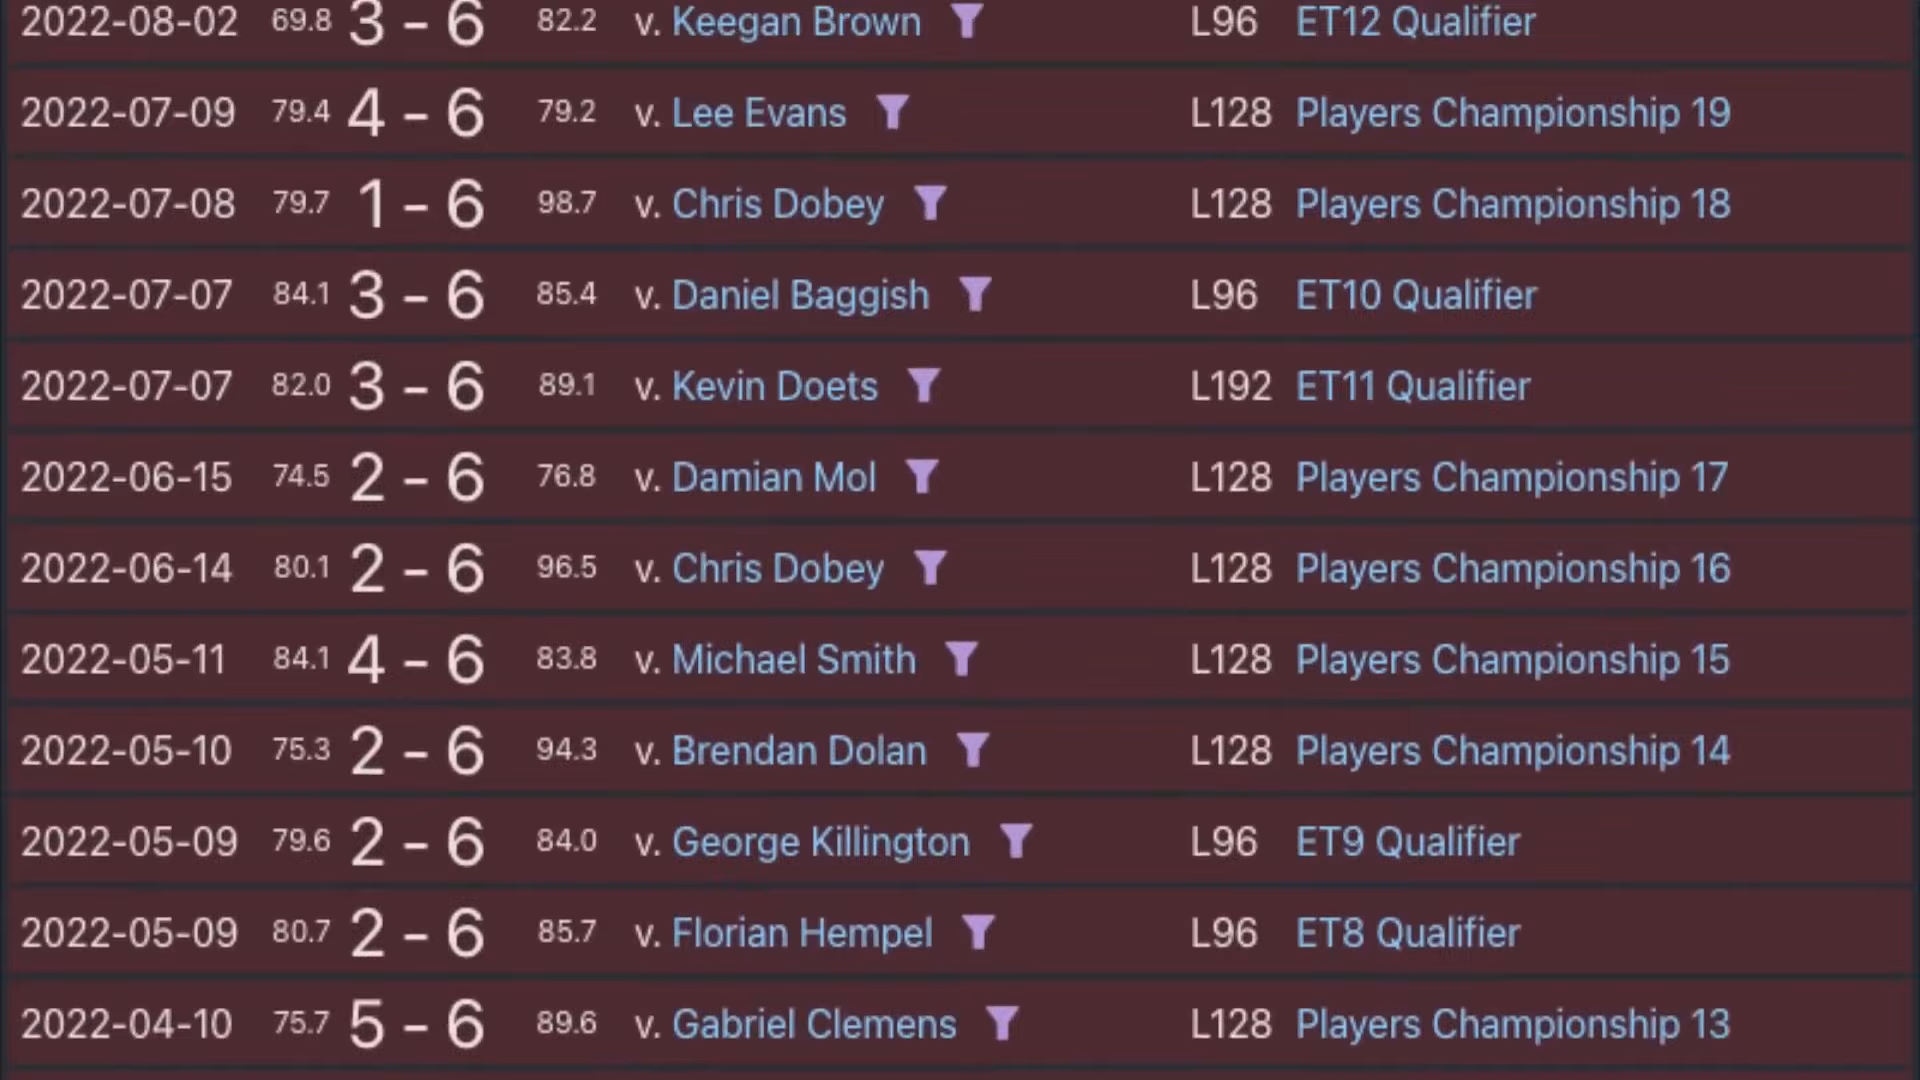 2022-08-02 69.8 3 - 6 82.2 v. Keegan Brown L96 ET12 Qualifier
2022-07-09 79.4 4 - 6 79.2 v. Lee Evans L128 Players Championship 19
2022-07-08 79.7 1 - 6 98.7 v. Chris Dobey L128 Players Championship 18
2022-07-07 84.1 3 - 6 85.4 v. Daniel Baggish L96 ET10 Qualifier
2022-07-07 82.0 3 - 6 89.1 v. Kevin Doets L192 ET11 Qualifier
2022-06-15 74.5 2 - 6 76.8 v. Damian Mol L128 Players Championship 17
2022-06-14 80.1 2 - 6 96.5 v. Chris Dobey L128 Players Championship 16
2022-05-11 84.1 4 - 6 83.8 v. Michael Smith L128 Players Championship 15
2022-05-10 75.3 2 - 6 94.3 v. Brendan Dolan L128 Players Championship 14
2022-05-09 79.6 2 - 6 84.0 v. George Killington L96 ET9 Qualifier
2022-05-09 80.7 2 - 6 85.7 v. Florian Hempel L96 ET8 Qualifier
2022-04-10 75.7 5 - 6 89.6 v. Gabriel Clemens L128 Players Championship 13